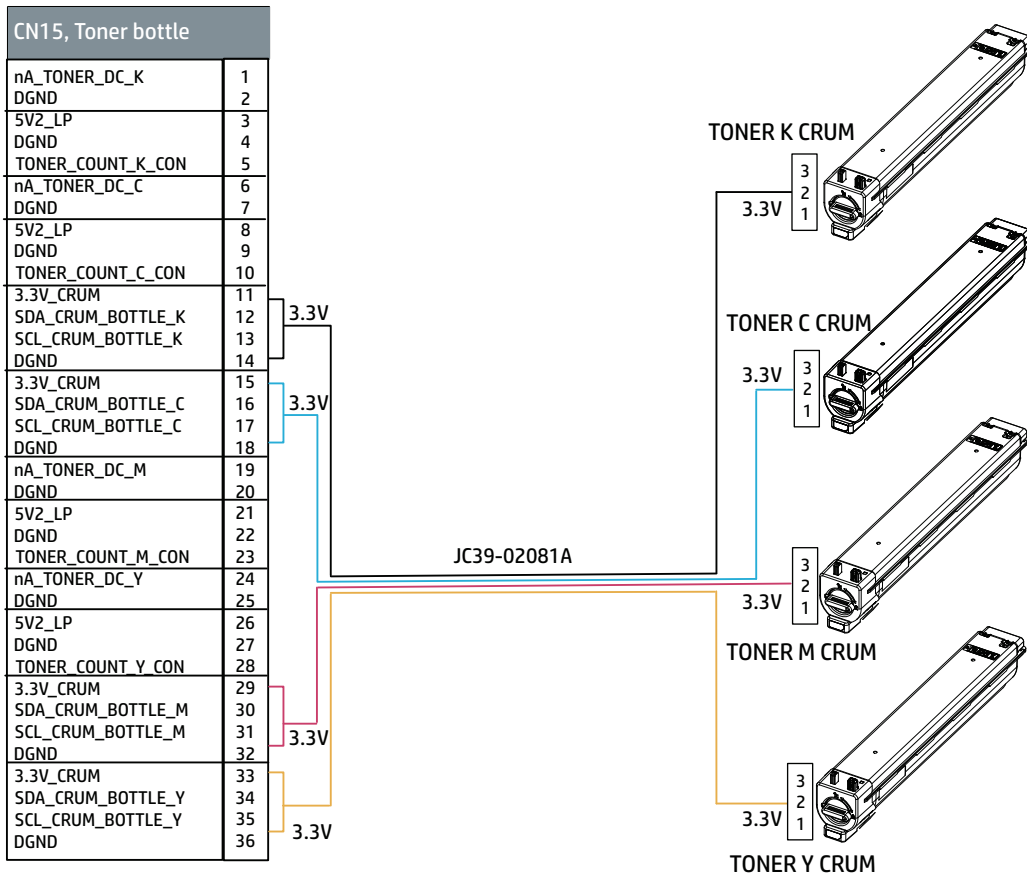 CN15, Toner bottle
nA_TONER_DC_K 1
DGND 2
5V2_LP 3
DGND 4
TONER_COUNT_K_CON 5
nA_TONER_DC_C 6
DGND 7
5V2_LP 8
DGND 9
TONER_COUNT_C_CON 10
3.3V_CRUM 11
SDA_CRUM_BOTTLE_K 12
SCL_CRUM_BOTTLE_K 13
DGND 14
3.3V_CRUM 15
SDA_CRUM_BOTTLE_C 16
SCL_CRUM_BOTTLE_C 17
DGND 18
nA_TONER_DC_M 19
DGND 20
5V2_LP 21
DGND 22
TONER_COUNT_M_CON 23
nA_TONER_DC_Y 24
DGND 25
5V2_LP 26
DGND 27
TONER_COUNT_Y_CON 28
3.3V_CRUM 29
SDA_CRUM_BOTTLE_M 30
SCL_CRUM_BOTTLE_M 31
DGND 32
3.3V_CRUM 33
SDA_CRUM_BOTTLE_Y 34
SCL_CRUM_BOTTLE_Y 35
DGND 36
3.3V
3.3V
3.3V
3.3V
JC39-02081A
TONER K CRUM
3
2
3.3V 1
TONER C CRUM
3.3V 3
2
1
3
2
3.3V 1
TONER M CRUM
3
2
3.3V 1
TONER Y CRUM